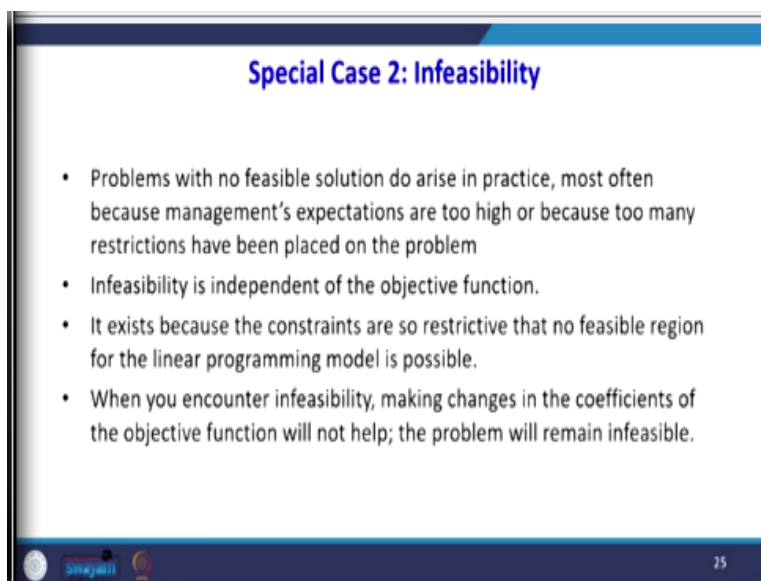 Special Case 2: Infeasibility
• Problems with no feasible solution do arise in practice, most often
because management's expectations are too high or because too many
restrictions have been placed on the problem
• Infeasibility is independent of the objective function.
• It exists because the constraints are so restrictive that no feasible region
for the linear programming model is possible.
• When you encounter infeasibility, making changes in the coefficients of
the objective function will not help; the problem will remain infeasible.
swayam
25